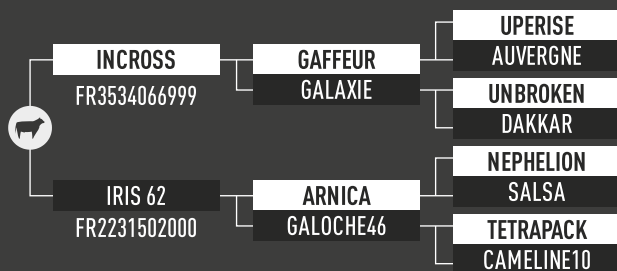 INCROSS
FR3534066999
IRIS 62
FR2231502000
GAFFEUR
GALAXIE
ARNICA
GALOCHE46
UPERISE
AUVERGNE
UNBROKEN
DAKKAR
NEPHELION
SALSA
TETRAPACK
CAMELINE10